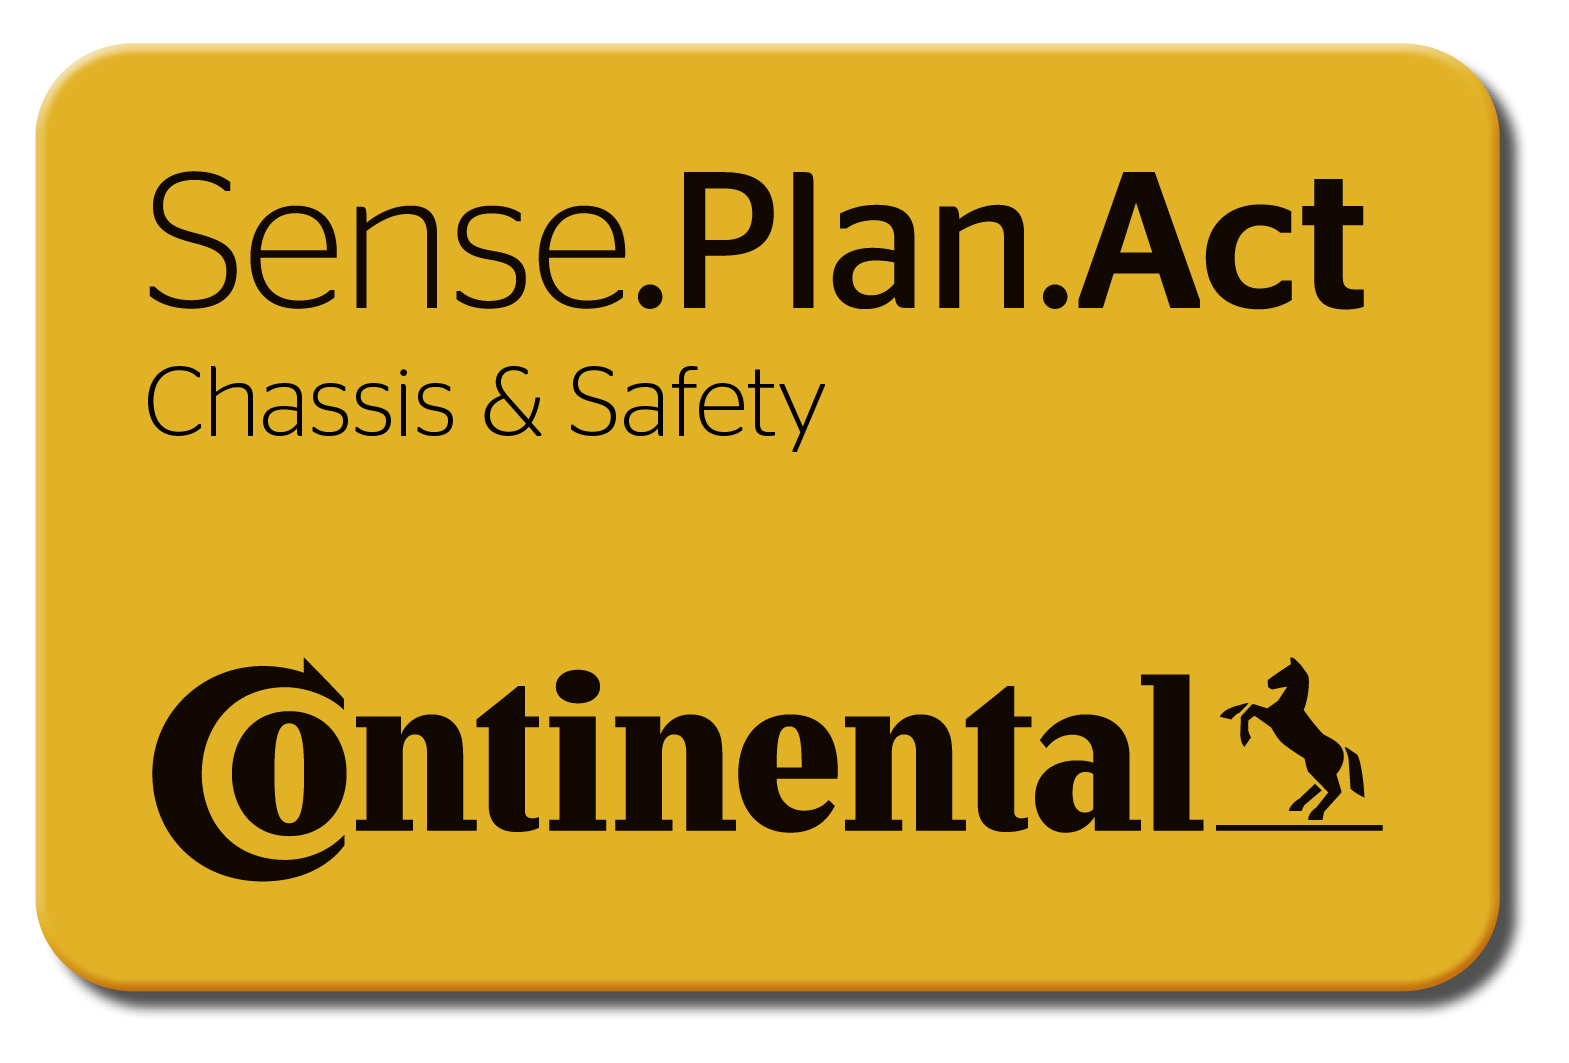 Sense.Plan.Act
Chassis & Safety
Continental